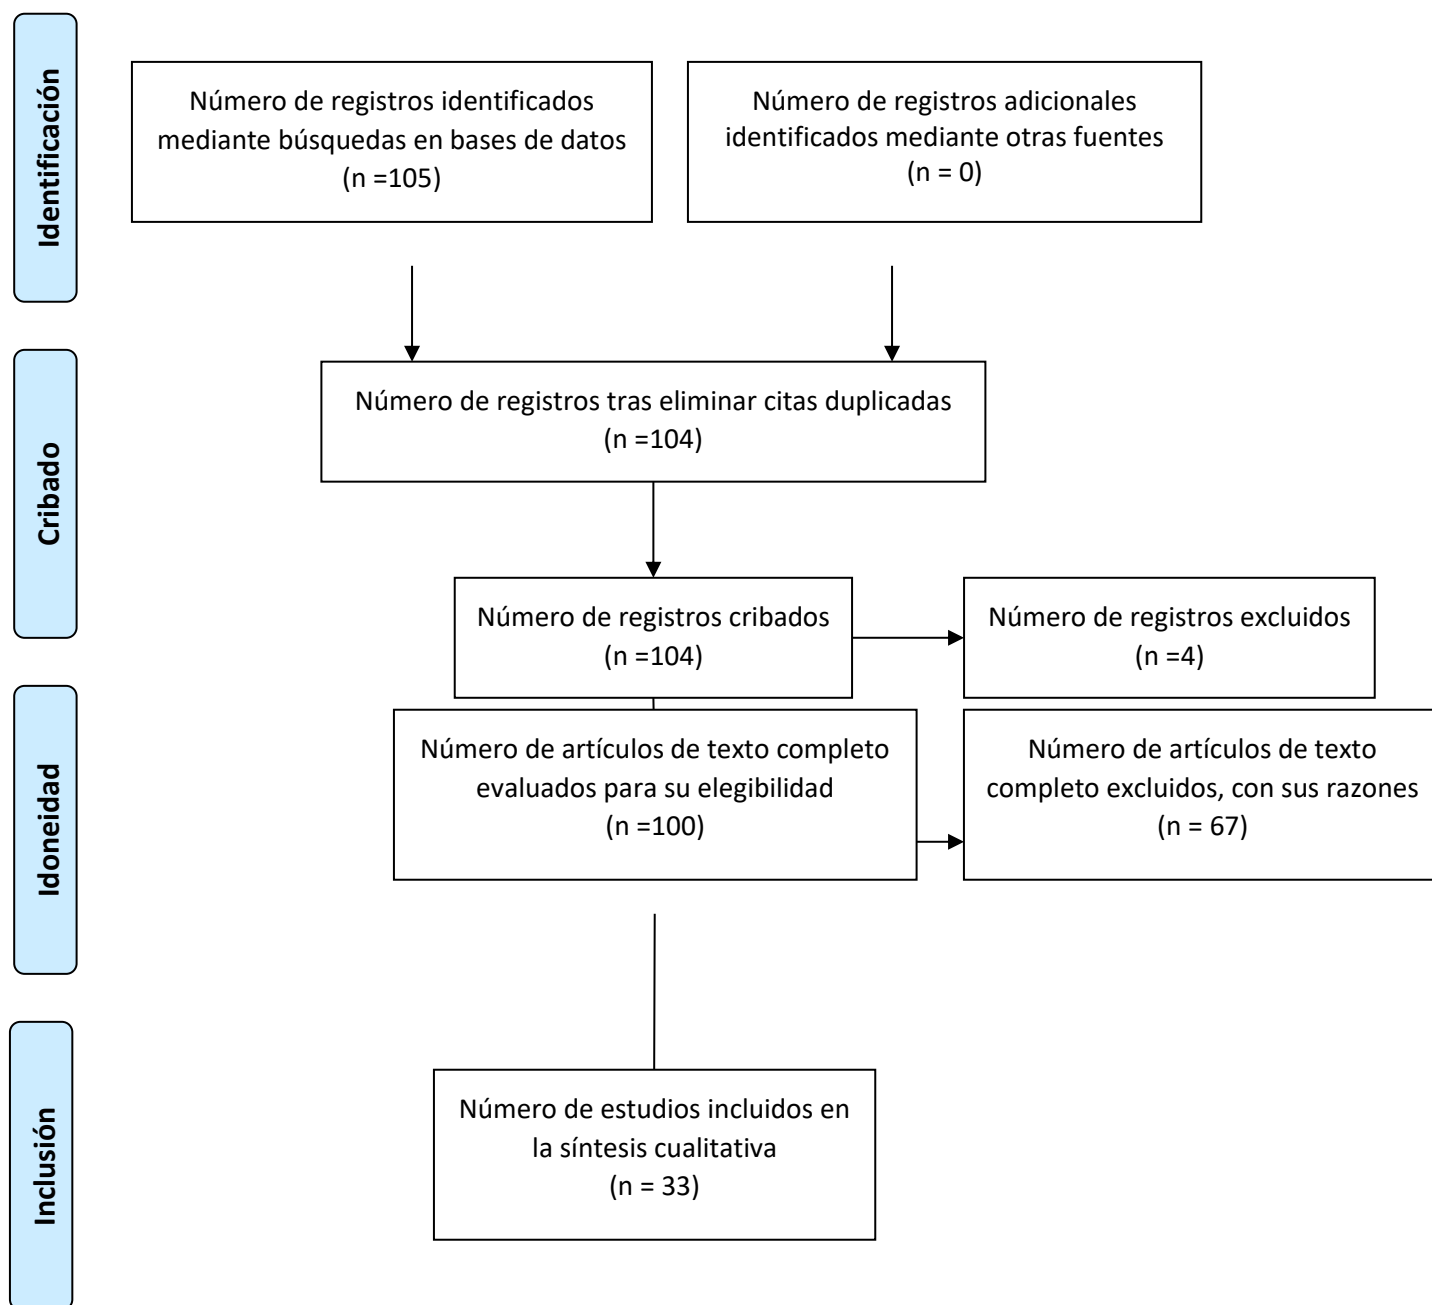 Identificación
Número de registros identificados
mediante búsquedas en bases de datos
(n =105)
Número de registros adicionales
identificados mediante otras fuentes
(n = 0)
Cribado
Número de registros tras eliminar citas duplicadas
(n =104)
Número de registros cribados
(n =104)
Número de registros excluidos
(n =4)
Idoneidad
Número de artículos de texto completo
evaluados para su elegibilidad
(n =100)
Número de artículos de texto
completo excluidos, con sus razones
(n = 67)
Inclusión
Número de estudios incluidos en
la síntesis cualitativa
(n = 33)